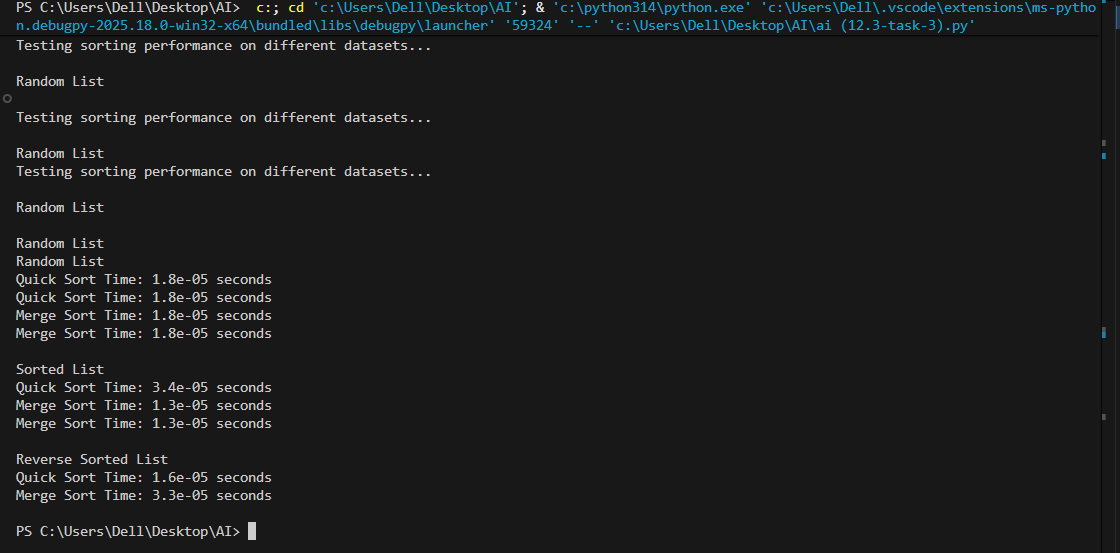 PS C:\Users\Dell\Desktop\AI>  c:; cd 'c:\Users\Dell\Desktop\AI'; & 'c:\python314\python.exe' 'c:\Users\Dell\.vscode\extensions\ms-pytho
n.debugpy-2025.18.0-win32-x64\bundled\libs\debugpy\launcher' '59324' '--' 'c:\Users\Dell\Desktop\AI\ai (12.3-task-3).py'
Testing sorting performance on different datasets...
Random List
Testing sorting performance on different datasets...
Random List
Testing sorting performance on different datasets...
Random List
Random List
Random List
Quick Sort Time: 1.8e-05 seconds
Quick Sort Time: 1.8e-05 seconds
Merge Sort Time: 1.8e-05 seconds
Merge Sort Time: 1.8e-05 seconds
Sorted List
Quick Sort Time: 3.4e-05 seconds
Merge Sort Time: 1.3e-05 seconds
Merge Sort Time: 1.3e-05 seconds
Reverse Sorted List
Quick Sort Time: 1.6e-05 seconds
Merge Sort Time: 3.3e-05 seconds
PS C:\Users\Dell\Desktop\AI>